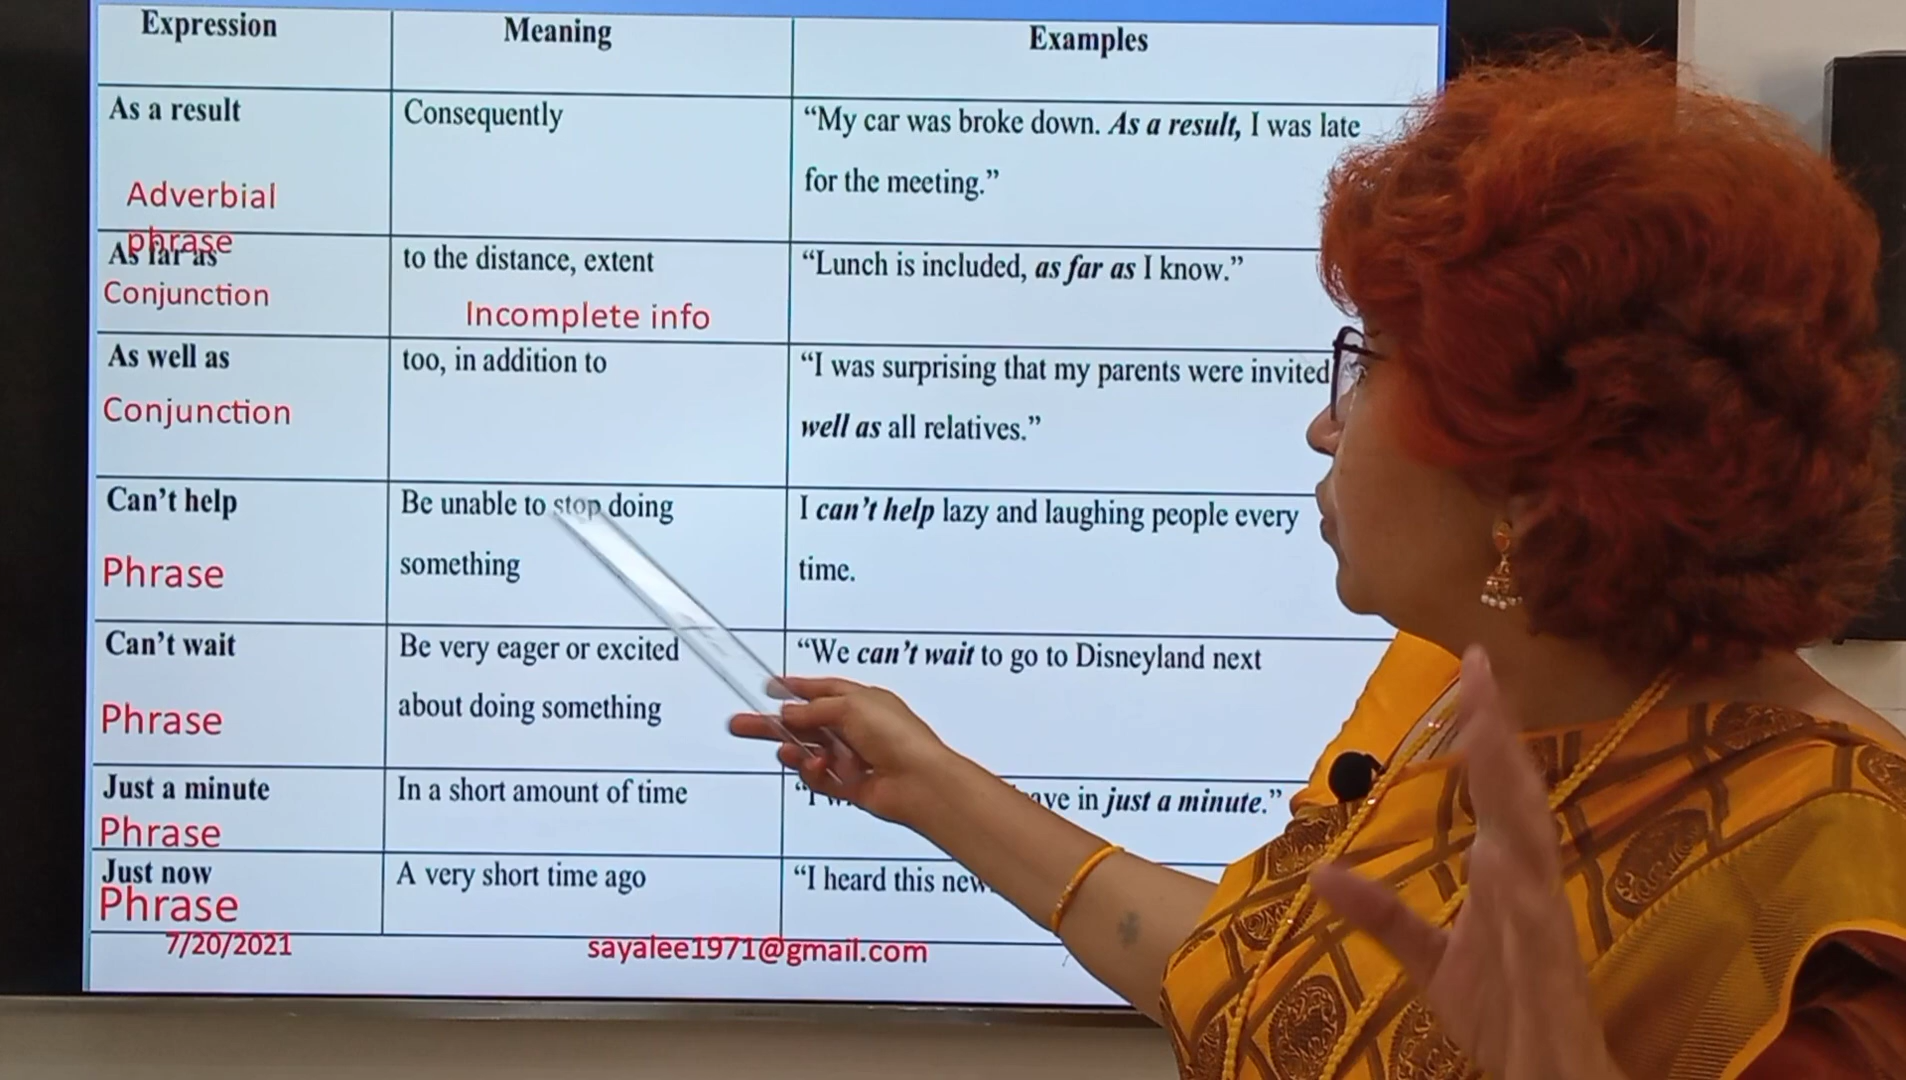 Expression Meaning Examples
As a result Consequently “My car was broke down. As a result, I was late
for the meeting.”
Adverbial
phrase
As far as to the distance, extent “Lunch is included, as far as I know.”
Conjunction Incomplete info
As well as too, in addition to “I was surprising that my parents were invited
Conjunction well as all relatives.”
Can’t help Be unable to stop doing I can’t help lazy and laughing people every
Phrase something time.
Can’t wait Be very eager or excited “We can’t wait to go to Disneyland next
Phrase about doing something
Just a minute In a short amount of time in just a minute.”
Phrase
Just now A very short time ago “I heard this
Phrase
7/20/2021 sayalee1971@gmail.com